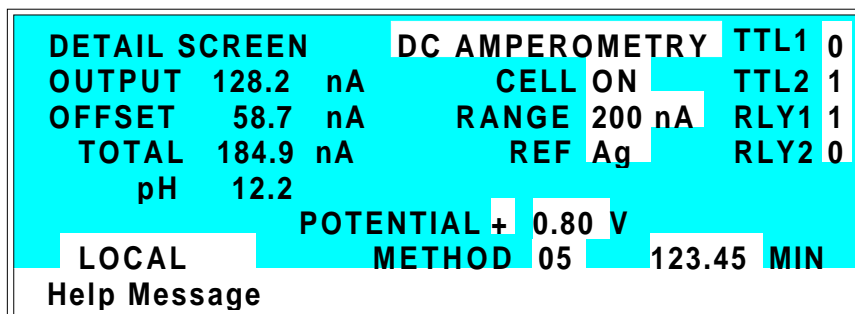 DETAIL SCREEN DC AMPEROMETRY TTL1 0
OUTPUT 128.2 nA CELL ON TTL2 1
OFFSET 58.7 nA RANGE 200 nA RLY1 1
TOTAL 184.9 nA REF Ag RLY2 0
pH 12.2
POTENTIAL + 0.80 V
LOCAL METHOD 05 123.45 MIN
Help Message